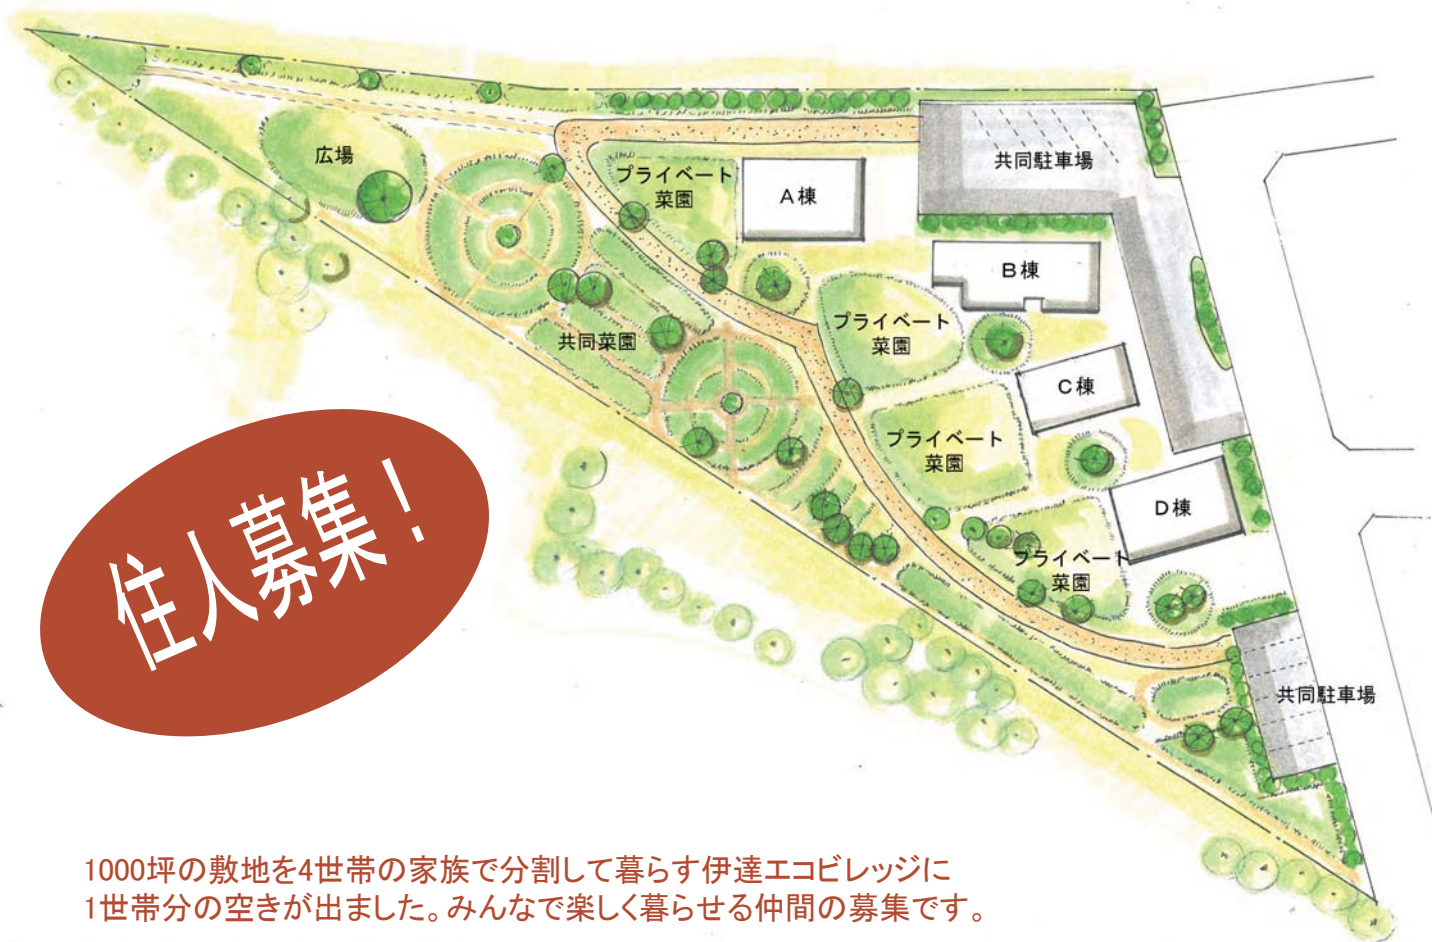 広場
プライベート
菜園
A棟
共同駐車場
B棟
プライベート
菜園
共同菜園
C棟
プライベート
菜園
D棟
プライベート
菜園
共同駐車場
住人募集！
1000坪の敷地を4世帯の家族で分割して暮らす伊達エコビレッジに
1世帯分の空きが出ました。みんなで楽しく暮らせる仲間の募集です。